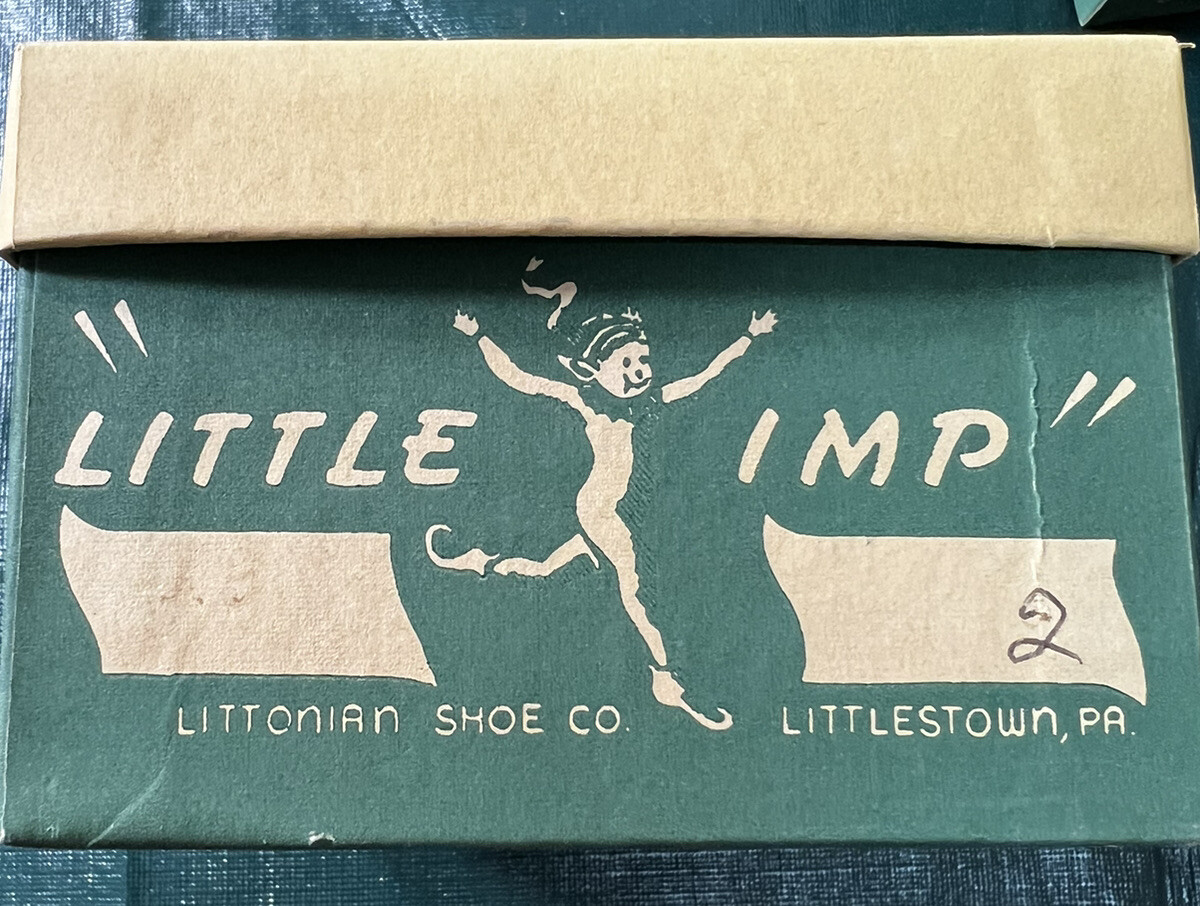 "LITTLE IMP"
2
LITTONIAN SHOE CO. LITTLESTOWN, PA.